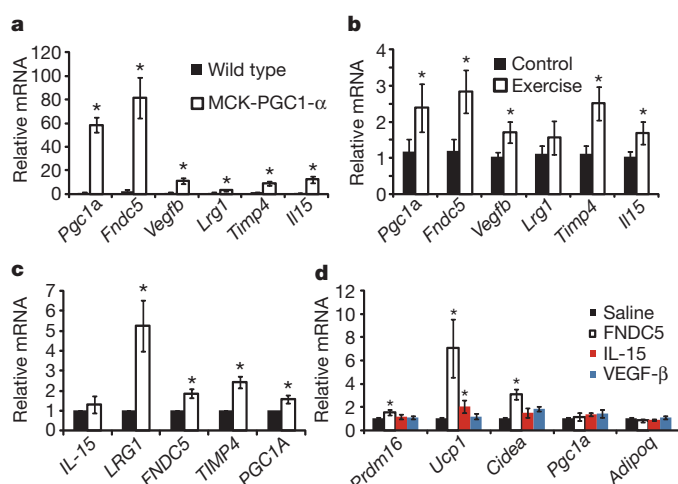 a
Relative mRNA
120
100
80
60
40
20
0
Wild type
MCK-PGC1-α
*
*
*
*
*
*
Pgc1a
Fndc5
Vegfb
Lrg1
Timp4
Il15
b
Relative mRNA
4
3
2
1
0
Control
Exercise
*
*
*
*
*
Pgc1a
Fndc5
Vegfb
Lrg1
Timp4
Il15
c
Relative mRNA
7
6
5
4
3
2
1
0
*
*
*
*
IL-15
LRG1
FNDC5
TIMP4
PGC1A
d
Relative mRNA
12
10
8
6
4
2
0
Saline
FNDC5
IL-15
VEGF-β
*
*
*
*
Prdm16
Ucp1
Cidea
Pgc1a
Adipoq